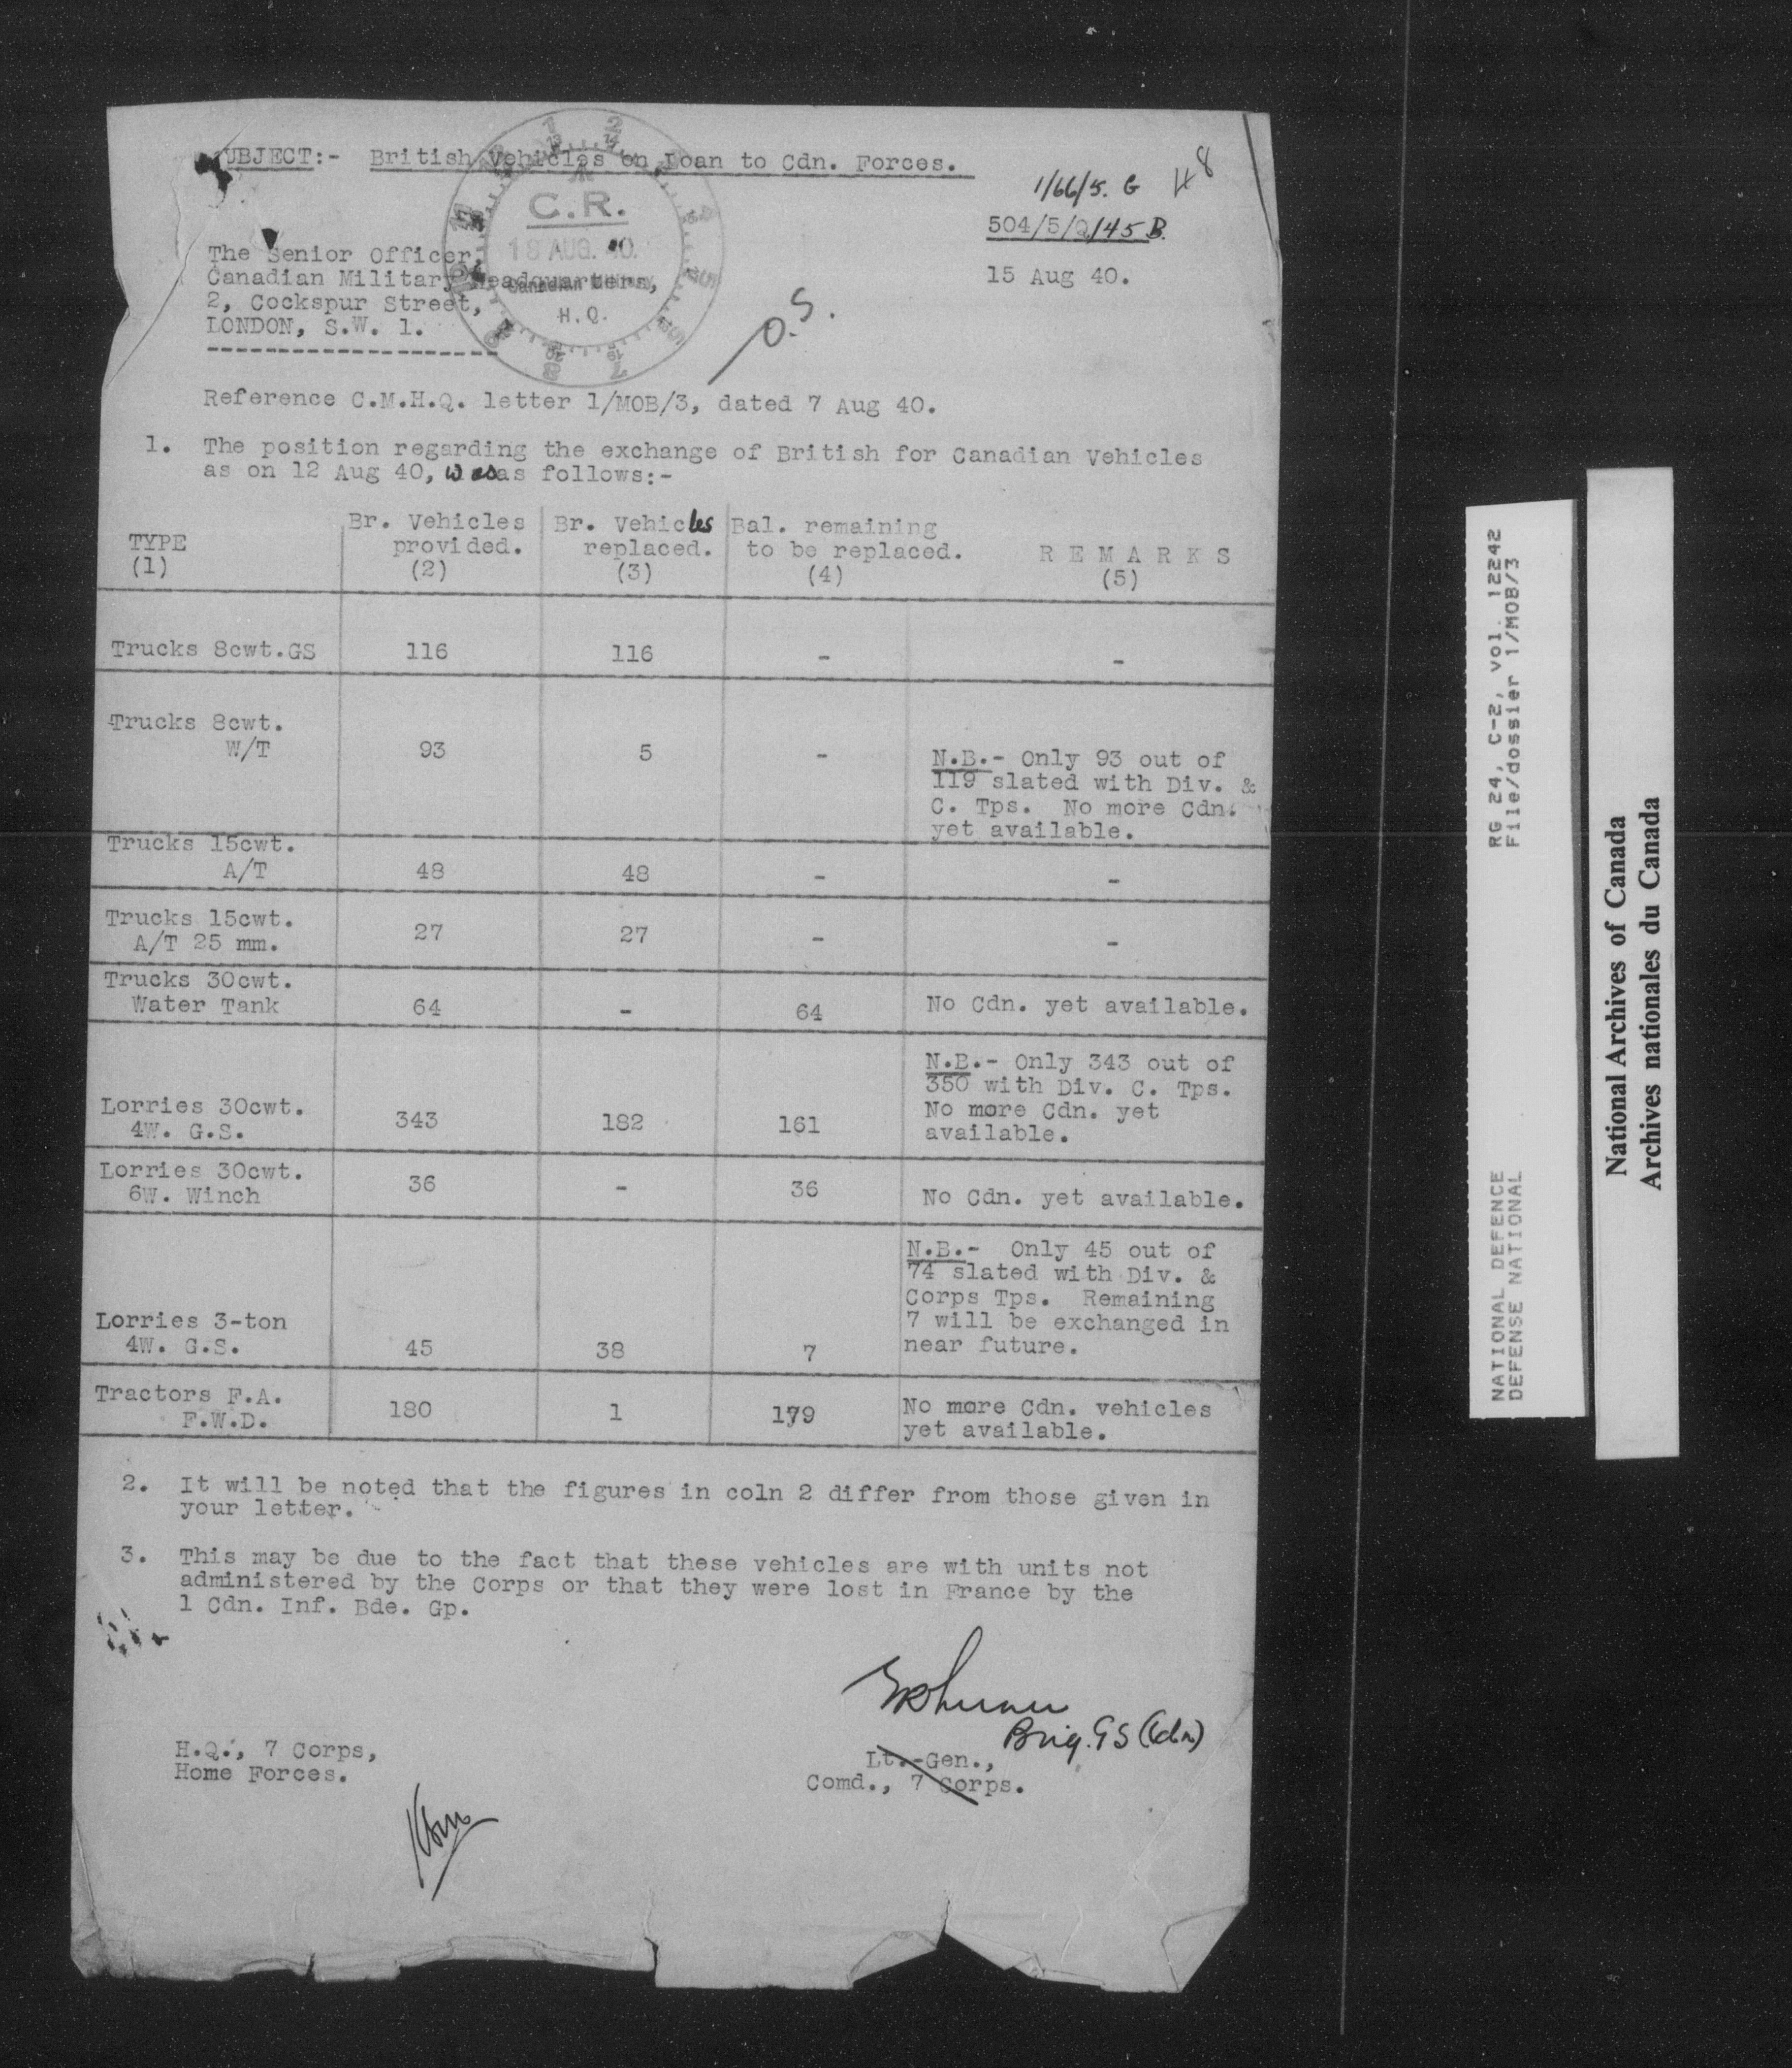 UBJECT:- British Vehicles on Loan to Cdn. Forces.
1/66/5. G 48
504/5/Q/45 B.
15 Aug 40.
C.R.
18 AUG. 40.
H.Q.
The Senior Officer,
Canadian Military Headquarters,
2, Cockspur Street,
LONDON, S.W. 1.
O.S.
Reference C.M.H.Q. letter 1/MOB/3, dated 7 Aug 40.
1. The position regarding the exchange of British for Canadian Vehicles
as on 12 Aug 40, was as follows:-
TYPE (1) Br. Vehicles provided. (2) Br. Vehicles replaced. (3) Bal. remaining to be replaced. (4) REMARKS (5)
Trucks 8cwt.GS 116 116 - -
Trucks 8cwt.
W/T 93 5 - N.B.- Only 93 out of
119 slated with Div. &
C. Tps. No more Cdn.
yet available.
Trucks 15cwt.
A/T 48 48 - -
Trucks 15cwt.
A/T 25 mm. 27 27 - -
Trucks 30cwt.
Water Tank 64 - 64 No Cdn. yet available.
Lorries 30cwt.
4W. G.S. 343 182 161 N.B.- Only 343 out of
350 with Div. C. Tps.
No more Cdn. yet
available.
Lorries 30cwt.
6W. Winch 36 - 36 No Cdn. yet available.
Lorries 3-ton
4W. G.S. 45 38 7 N.B.- Only 45 out of
74 slated with Div. &
Corps Tps. Remaining
7 will be exchanged in
near future.
Tractors F.A.
F.W.D. 180 1 179 No more Cdn. vehicles
yet available.
2. It will be noted that the figures in coln 2 differ from those given in
your letter.
3. This may be due to the fact that these vehicles are with units not
administered by the Corps or that they were lost in France by the
1 Cdn. Inf. Bde. Gp.
Brig. GS (Cdn)
H.Q., 7 Corps,
Home Forces.
Lt.-Gen.,
Comd., 7 Corps.
RG 24, C-2, vol. 12242
File/dossier 1/MOB/3
NATIONAL DEFENCE
DEFENSE NATIONAL
National Archives of Canada
Archives nationales du Canada